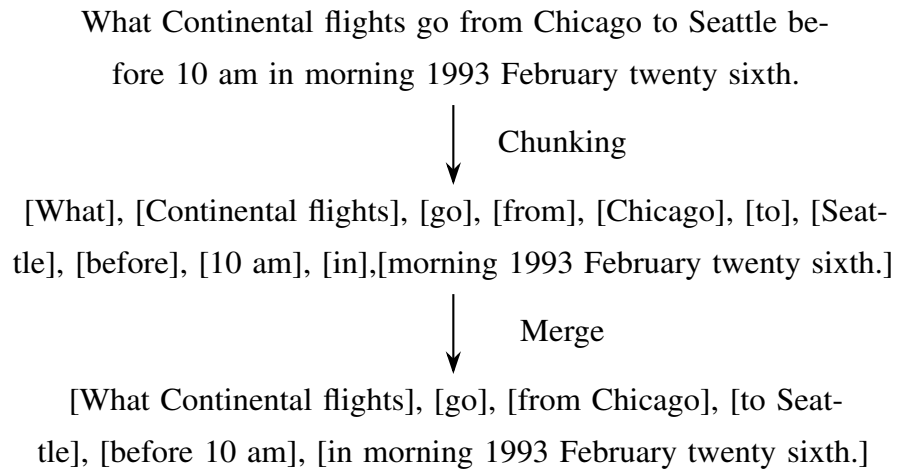 What Continental flights go from Chicago to Seattle be-
fore 10 am in morning 1993 February twenty sixth.
Chunking
[What], [Continental flights], [go], [from], [Chicago], [to], [Seat-
tle], [before], [10 am], [in],[morning 1993 February twenty sixth.]
Merge
[What Continental flights], [go], [from Chicago], [to Seat-
tle], [before 10 am], [in morning 1993 February twenty sixth.]